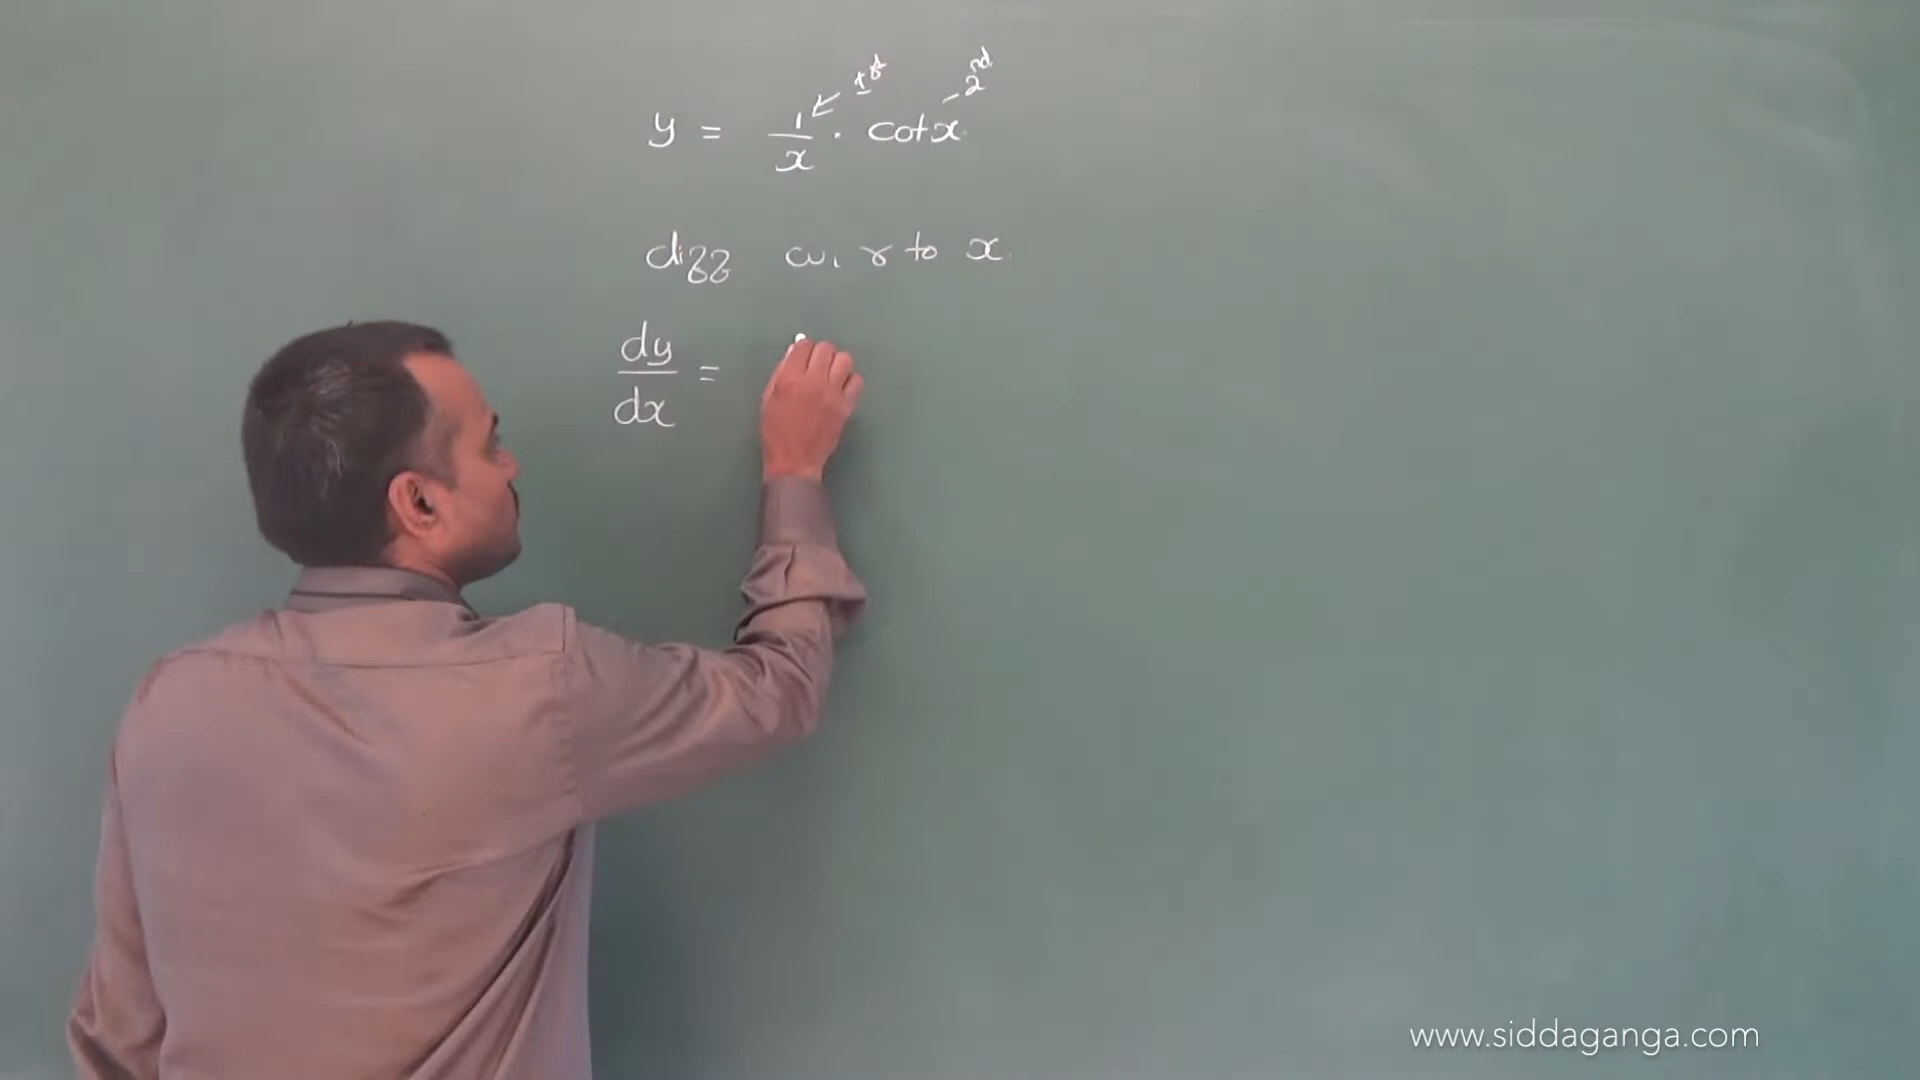 1st 2nd
y = 1/x . cotx
diff w. r to x.
dy/dx =
www.siddaganga.com